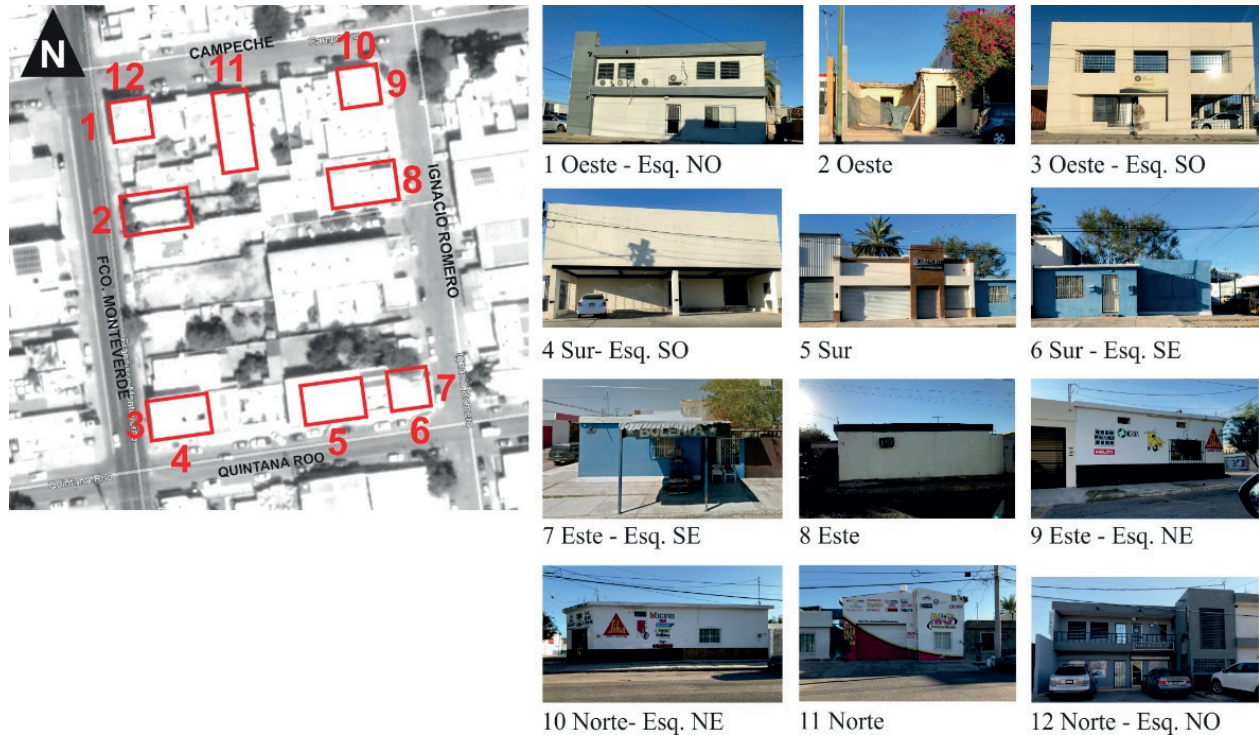 N
CAMPECHE
12
11
10
1
9
2
8
IGNACIO ROMERO
FCO. MONTEVERDE
3
4
5
6
7
QUINTANA ROO
Quintana Roo
1 Oeste - Esq. NO
2 Oeste
3 Oeste - Esq. SO
4 Sur- Esq. SO
5 Sur
6 Sur - Esq. SE
BOLERIA
7 Este - Esq. SE
8 Este
9 Este - Esq. NE
10 Norte- Esq. NE
11 Norte
12 Norte - Esq. NO